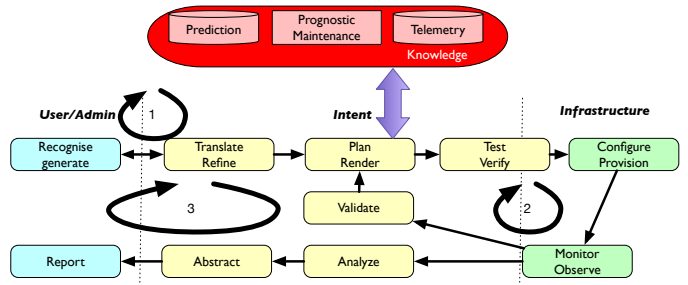 Prediction
Prognostic
Maintenance
Telemetry
Knowledge
User/Admin
1
Intent
Infrastructure
Recognise
generate
Translate
Refine
Plan
Render
Test
Verify
Configure
Provision
3
Validate
2
Report
Abstract
Analyze
Monitor
Observe